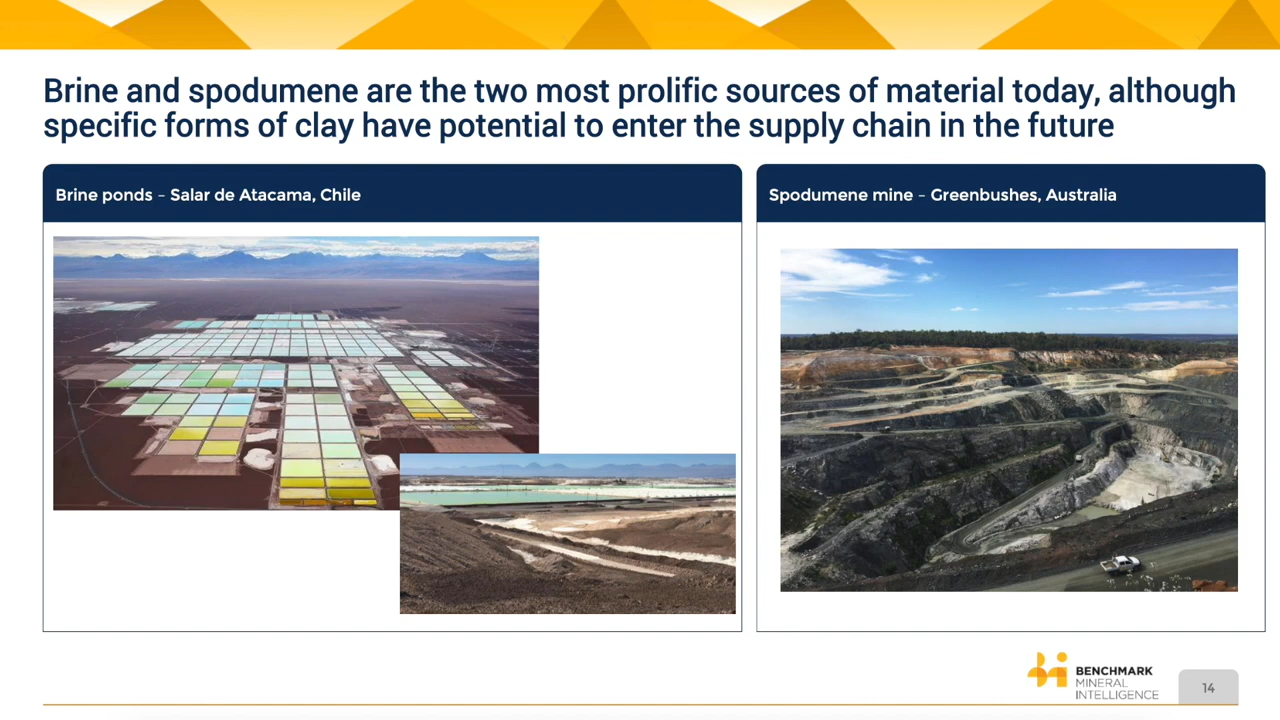 Brine and spodumene are the two most prolific sources of material today, although
specific forms of clay have potential to enter the supply chain in the future
Brine ponds – Salar de Atacama, Chile
Spodumene mine – Greenbushes, Australia
BENCHMARK
MINERAL
INTELLIGENCE
14